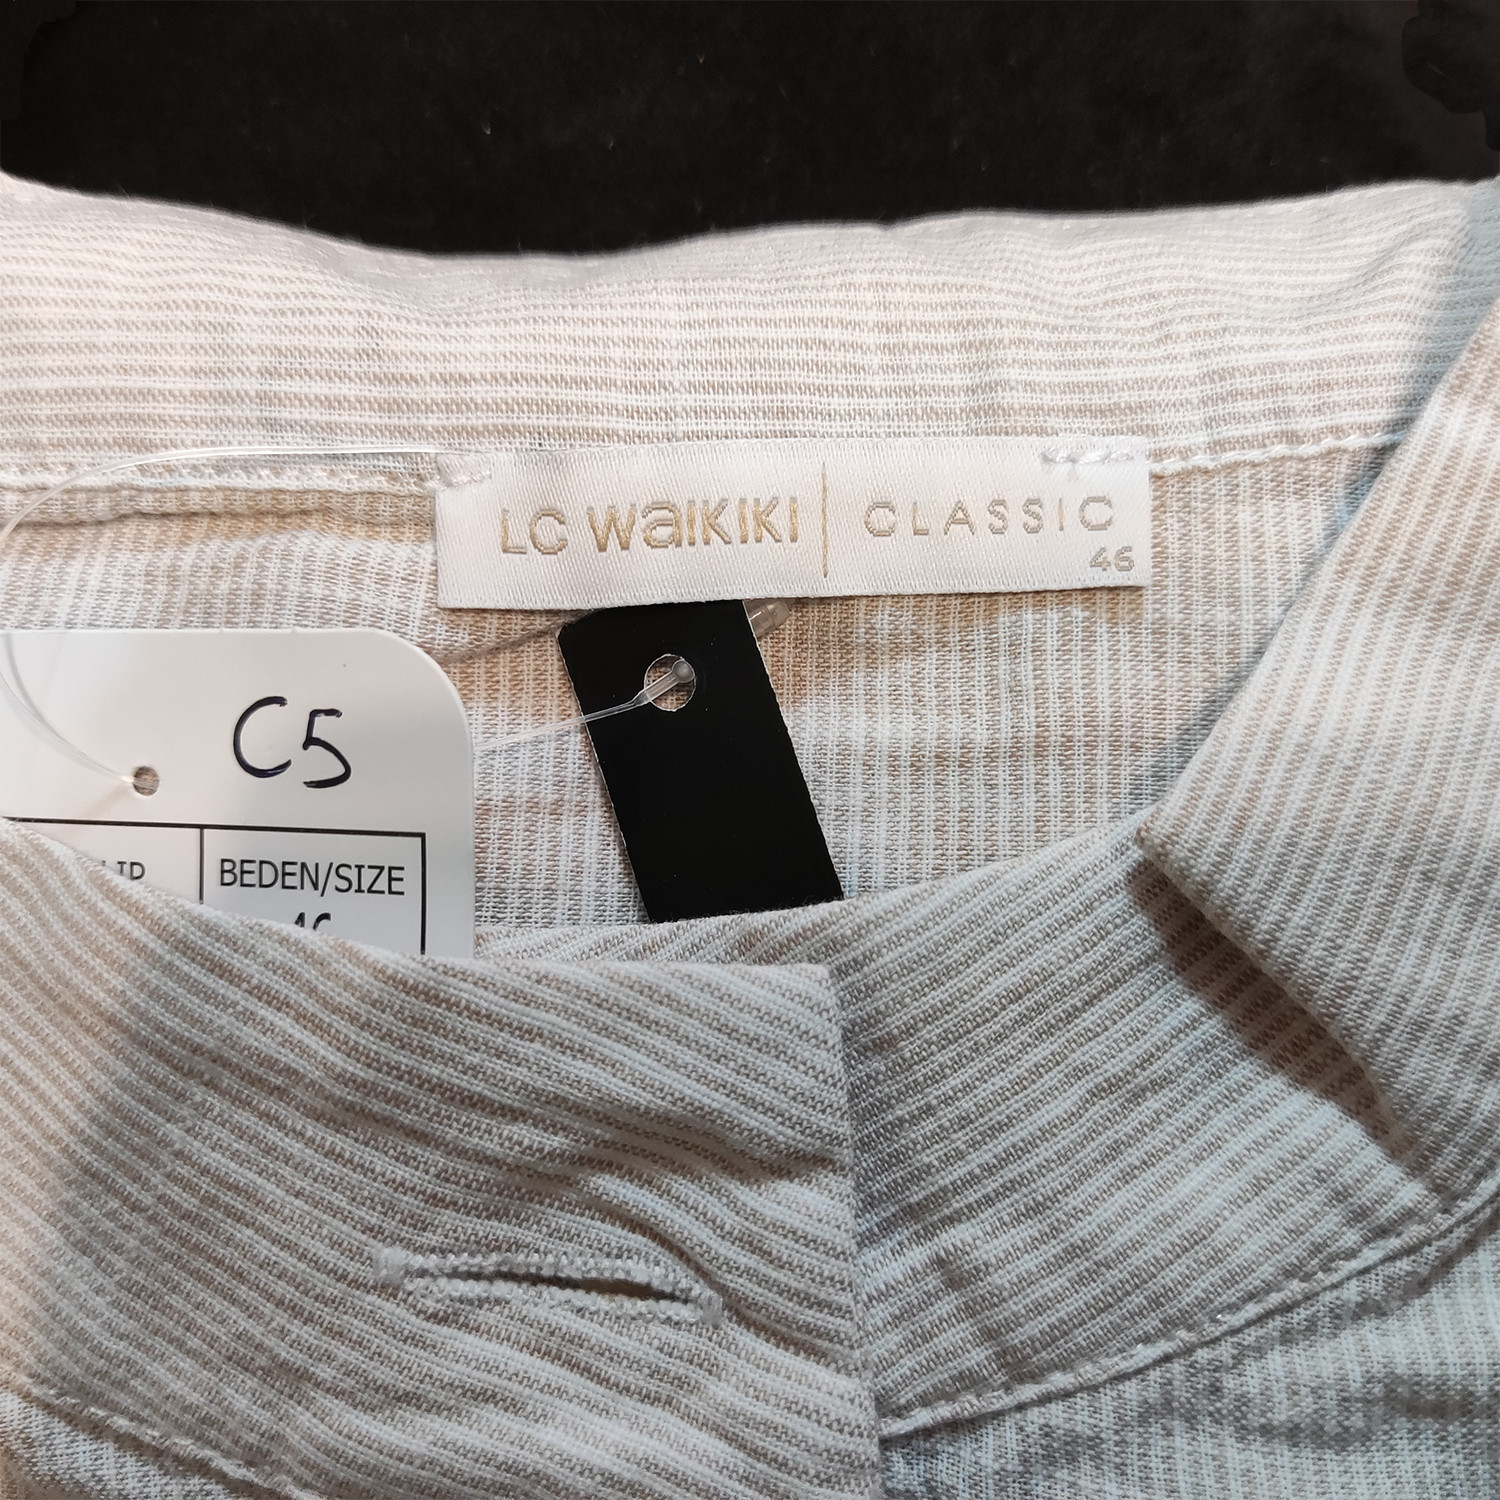 LC WAIKIKI | CLASSIC
46
C5
BEDEN/SIZE